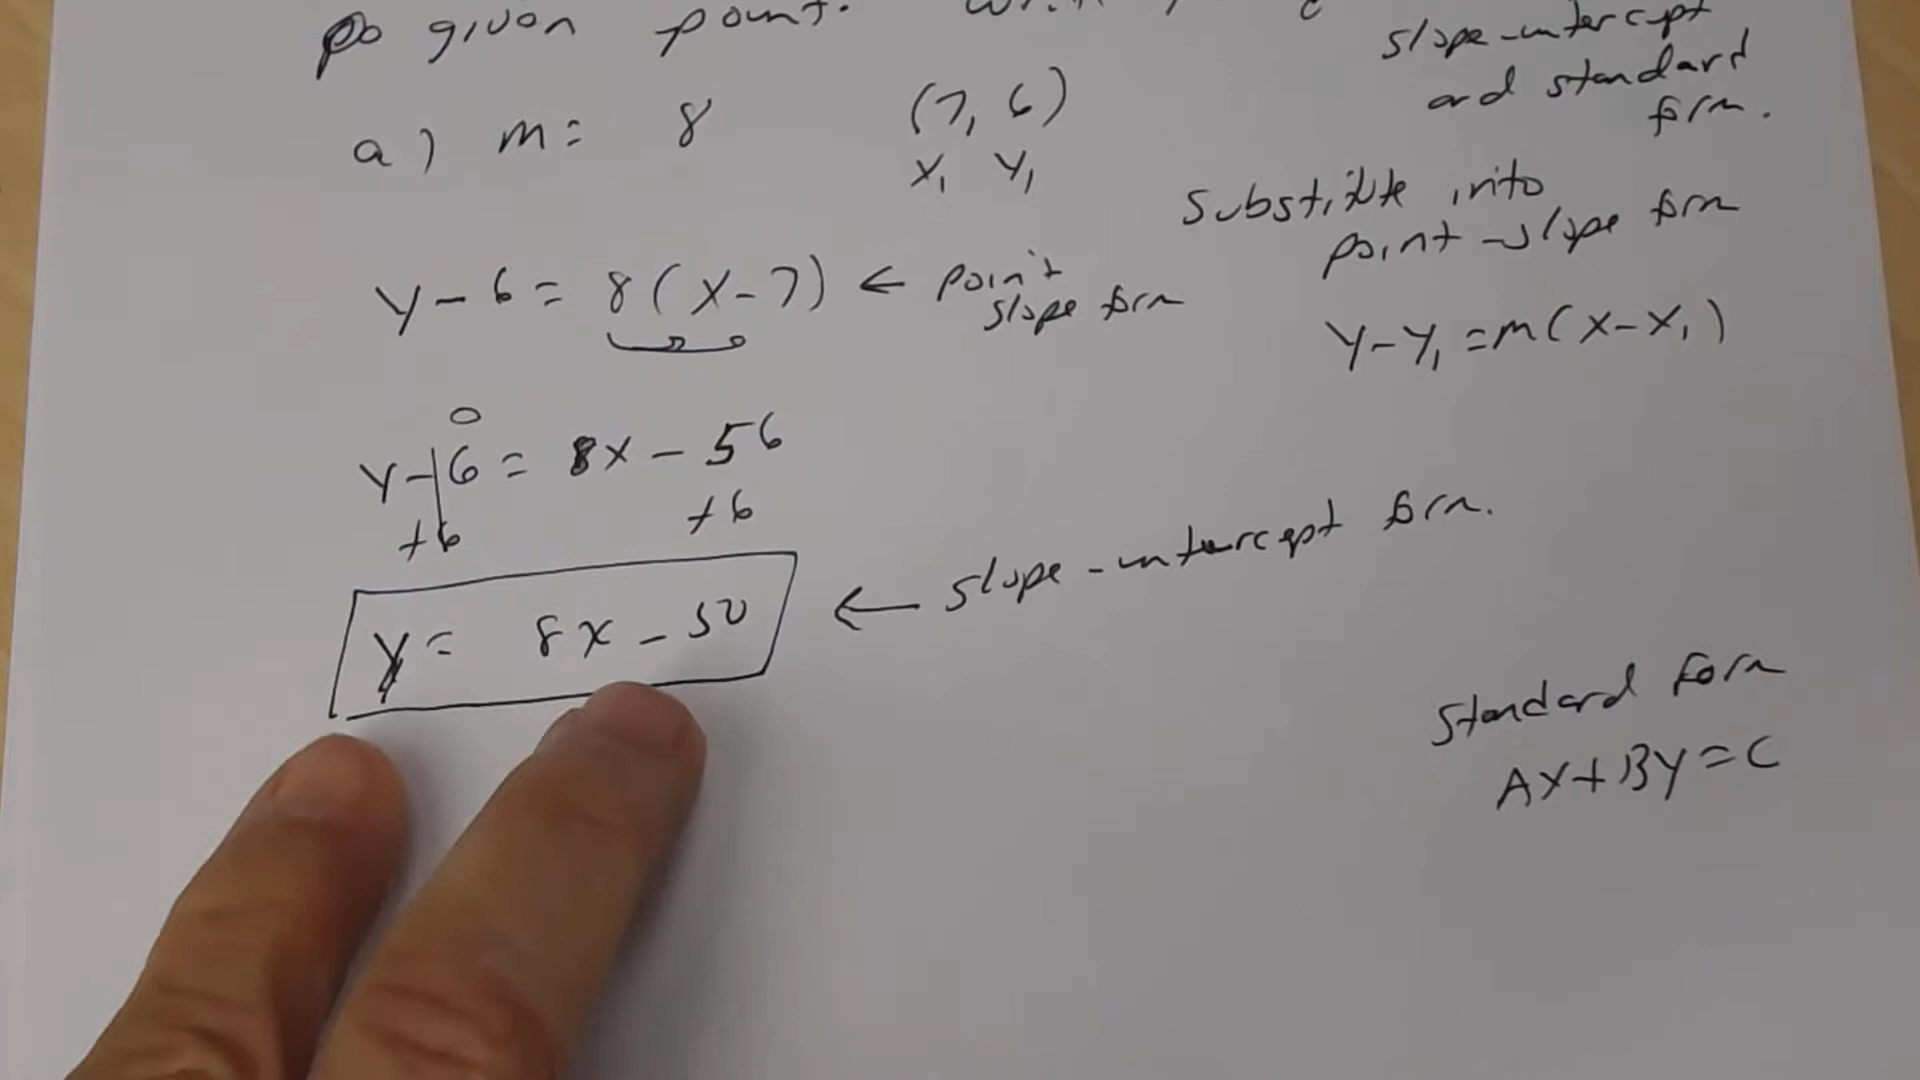 given point.
slope-intercept
and standard
form.
a) m = 8 (7, 6)
x₁ y₁
Substitute into
point-slope form
y - 6 = 8(x - 7) ← point
slope form
y - y₁ = m(x - x₁)
0
y - 6 = 8x - 56
+6 +6
y = 8x - 50 ← slope-intercept form.
Standard Form
Ax + By = C